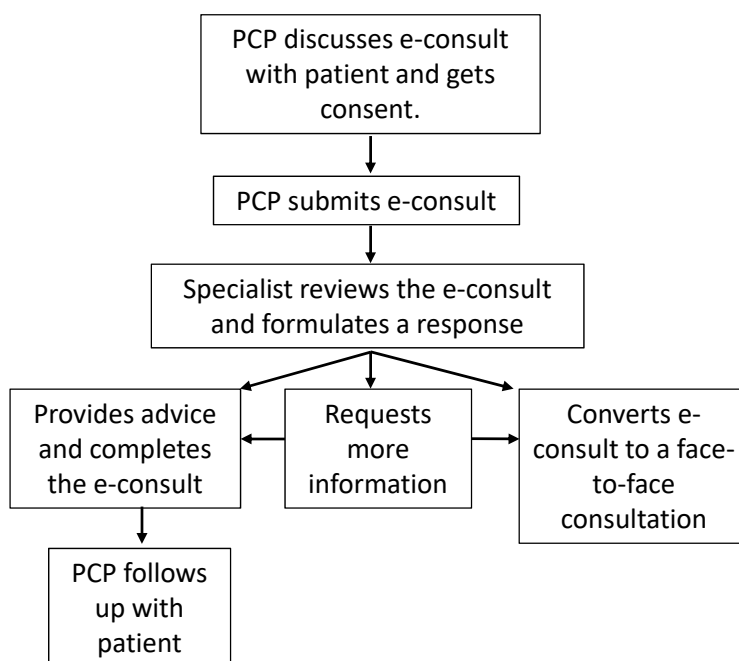 PCP discusses e-consult
with patient and gets
consent.
PCP submits e-consult
Specialist reviews the e-consult
and formulates a response
Provides advice
and completes
the e-consult
Requests
more
information
Converts e-
consult to a face-
to-face
consultation
PCP follows
up with
patient